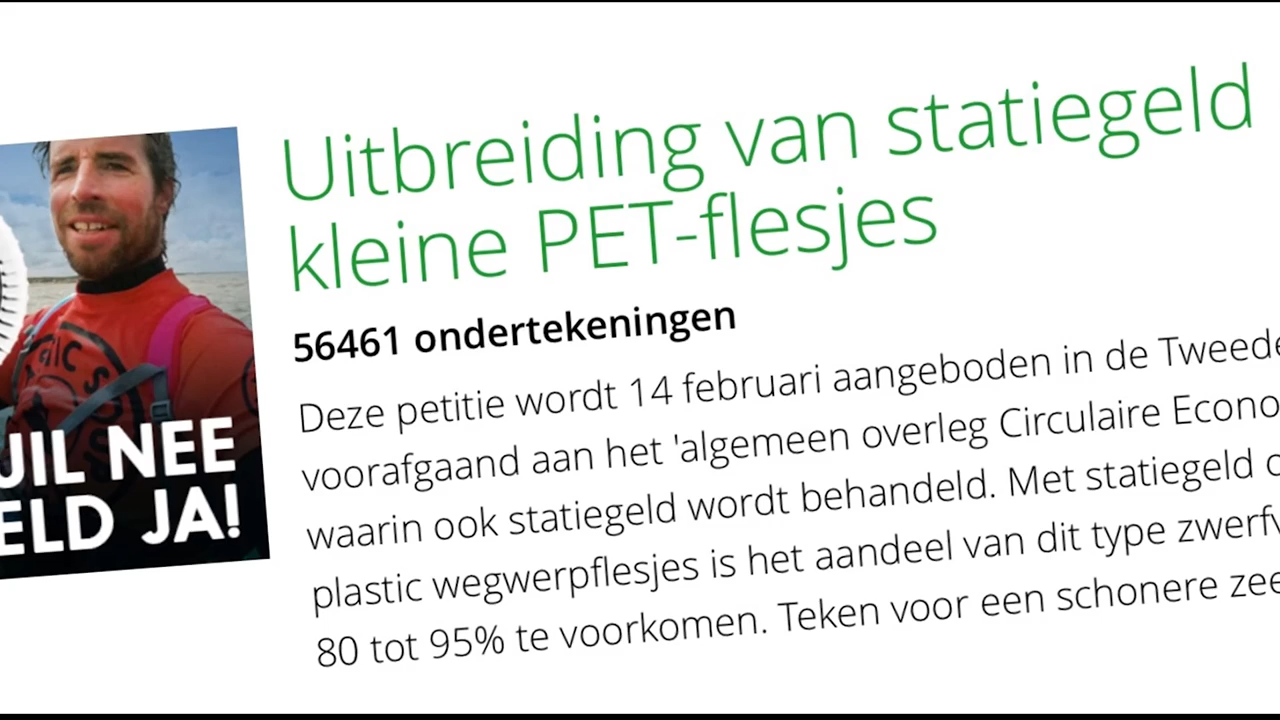 Uitbreiding van statiegeld
kleine PET-flesjes
56461 ondertekeningen
Deze petitie wordt 14 februari aangeboden in de Tweede
voorafgaand aan het 'algemeen overleg Circulaire Econo
waarin ook statiegeld wordt behandeld. Met statiegeld o
plastic wegwerpflesjes is het aandeel van dit type zwerfv
80 tot 95% te voorkomen. Teken voor een schonere zee
UIL NEE
ELD JA!